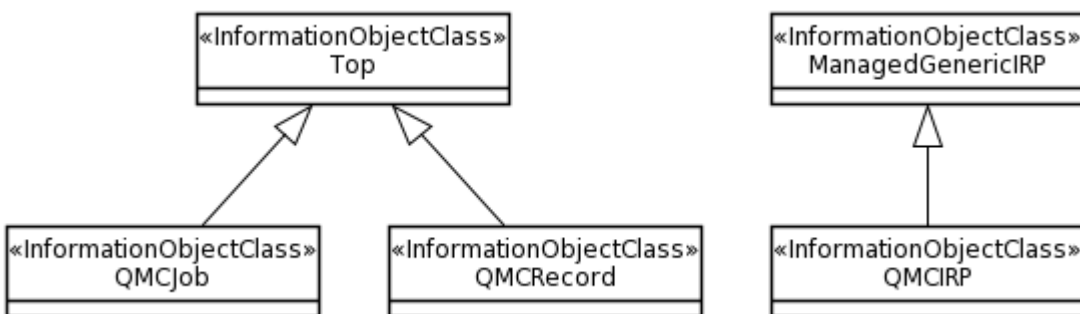 «InformationObjectClass»
Top
«InformationObjectClass»
ManagedGenericIRP
«InformationObjectClass»
QMCJob
«InformationObjectClass»
QMCRecord
«InformationObjectClass»
QMCIRP